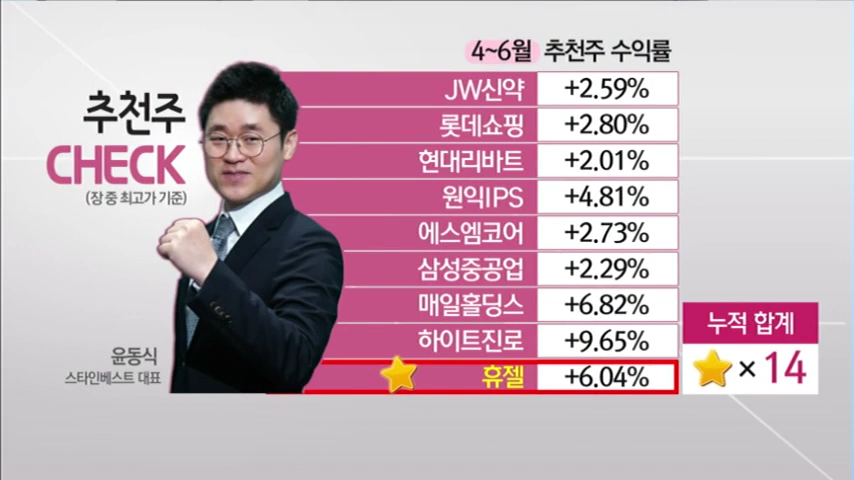 4~6월 추천주 수익률
추천주
CHECK
(장 중 최고가 기준)
JW신약 +2.59%
롯데쇼핑 +2.80%
현대리바트 +2.01%
원익IPS +4.81%
에스엠코어 +2.73%
삼성중공업 +2.29%
매일홀딩스 +6.82%
하이트진로 +9.65%
휴젤 +6.04%
누적 합계
×14
윤동식
스타인베스트 대표